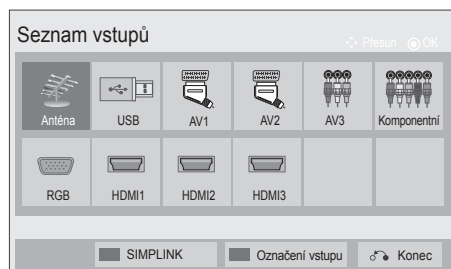 Seznam vstupů
Přesun OK
Anténa USB AV1 AV2 AV3 Komponentní
RGB HDMI1 HDMI2 HDMI3
SIMPLINK Označení vstupu Konec